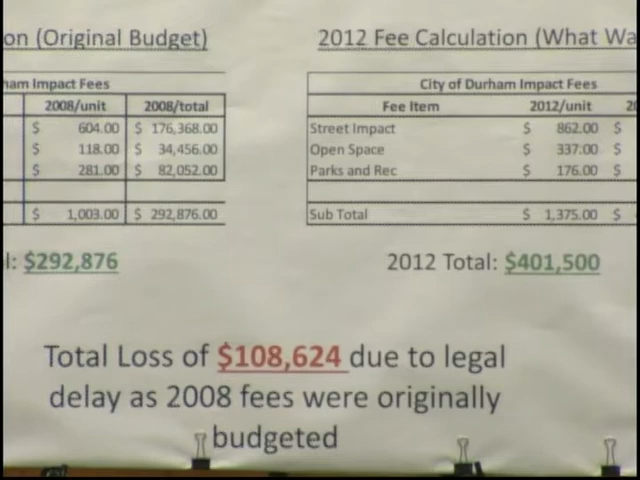 on (Original Budget)
ham Impact Fees
2008/unit 2008/total
$ 604.00 $ 176,368.00
$ 118.00 $ 34,456.00
$ 281.00 $ 82,052.00
$ 1,003.00 $ 292,876.00
l: $292,876
2012 Fee Calculation (What Wa
City of Durham Impact Fees
Fee Item 2012/unit 20
Street Impact $ 862.00 $
Open Space $ 337.00 $
Parks and Rec $ 176.00 $
Sub Total $ 1,375.00 $
2012 Total: $401,500
Total Loss of $108,624 due to legal
delay as 2008 fees were originally
budgeted